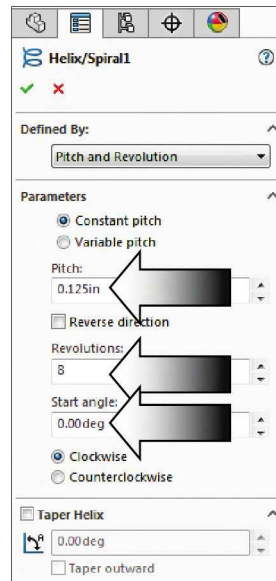 Helix/Spiral1
Defined By:
Pitch and Revolution
Parameters
Constant pitch
Variable pitch
Pitch:
0.125in
Reverse direction
Revolutions:
8
Start angle:
0.00deg
Clockwise
Counterclockwise
Taper Helix
0.00deg
Taper outward